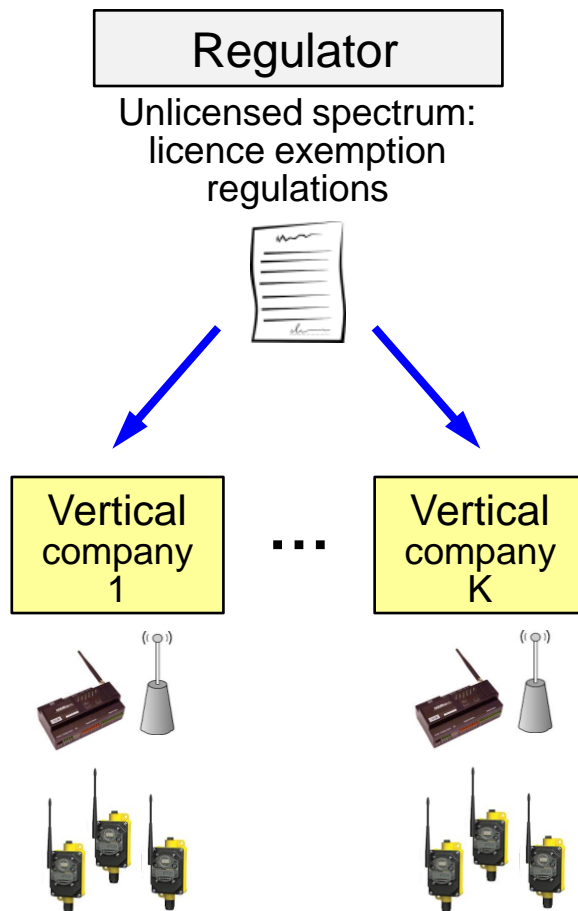 Regulator
Unlicensed spectrum:
licence exemption
regulations
Vertical
company
1
...
Vertical
company
K